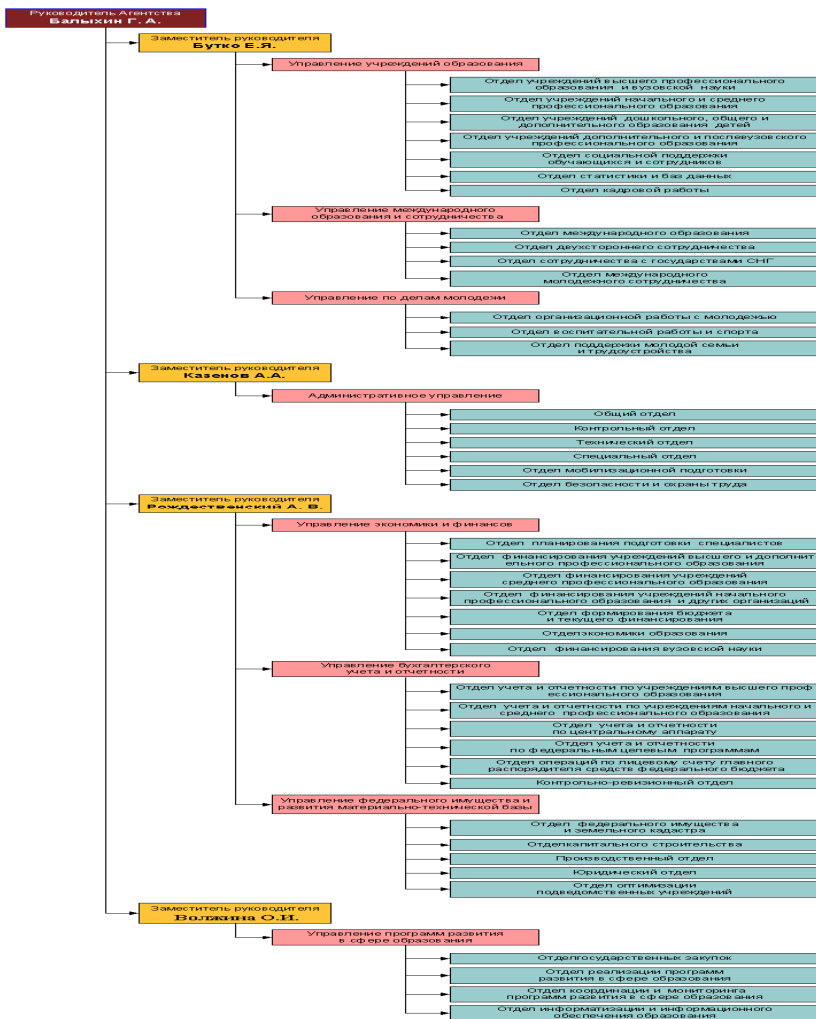 Руководитель Агентства
Балыхин Г. А.
Заместитель руководителя
Бутко Е.Я.
Управление учреждений образования
Отдел учреждений высшего профессионального
образования и вузовской науки
Отдел учреждений начального и среднего
профессионального образования
Отдел учреждений дошкольного, общего и
дополнительного образования детей
Отдел учреждений дополнительного и послевузовского
профессионального образования
Отдел социальной поддержки
обучающихся и сотрудников
Отдел статистики и баз данных
Отдел кадровой работы
Управление международного
образования и сотрудничества
Отдел международного образования
Отдел двухстороннего сотрудничества
Отдел сотрудничества с государствами СНГ
Отдел международного
молодежного сотрудничества
Управление по делам молодежи
Отдел организационной работы с молодежью
Отдел воспитательной работы и спорта
Отдел поддержки молодой семьи
и трудоустройства
Заместитель руководителя
Казенов А.А.
Административное управление
Общий отдел
Контрольный отдел
Технический отдел
Специальный отдел
Отдел мобилизационной подготовки
Отдел безопасности и охраны труда
Заместитель руководителя
Рождественский А. В.
Управление экономики и финансов
Отдел планирования подготовки специалистов
Отдел финансирования учреждений высшего и дополнит
ельного профессионального образования
Отдел финансирования учреждений
среднего профессионального образования
Отдел финансирования учреждений начального
профессионального образования и других организаций
Отдел формирования бюджета
и текущего финансирования
Отделэкономики образования
Отдел финансирования вузовской науки
Управление бухгалтерского
учета и отчетности
Отдел учета и отчетности по учреждениям высшего проф
ессионального образования
Отдел учета и отчетности по учреждениям начального и
среднего профессионального образования
Отдел учета и отчетности
по центральному аппарату
Отдел учета и отчетности
по федеральным целевым программам
Отдел операций по лицевому счету главного
распорядителя средств федерального бюджета
Контрольно-ревизионный отдел
Управление федерального имущества и
развития материально-технической базы
Отдел федерального имущества
и земельного кадастра
Отделкапитального строительства
Производственный отдел
Юридический отдел
Отдел оптимизации
подведомственных учреждений
Заместитель руководителя
Волжина О.И.
Управление программ развития
в сфере образования
Отделгосударственных закупок
Отдел реализации программ
развития в сфере образования
Отдел координации и мониторинга
программ развития в сфере образования
Отдел информатизации и информационного
обеспечения образования